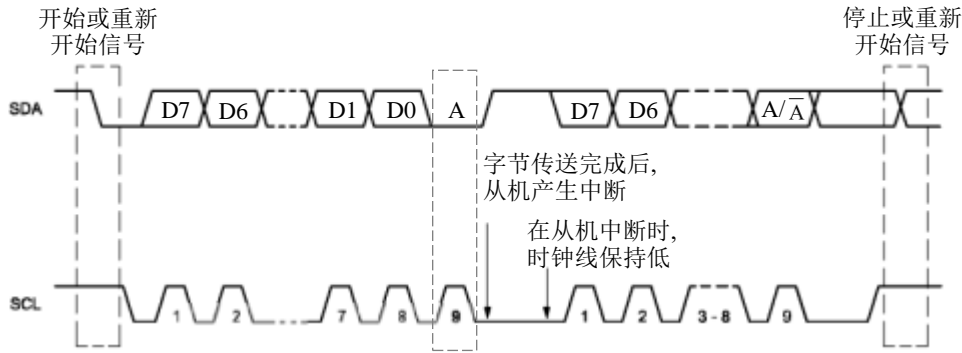 开始或重新
开始信号
停止或重新
开始信号
SDA
D7 D6 D1 D0 A D7 D6 A/A̅
字节传送完成后,
从机产生中断
在从机中断时,
时钟线保持低
SCL
1 2 7 8 9 1 2 3-8 9